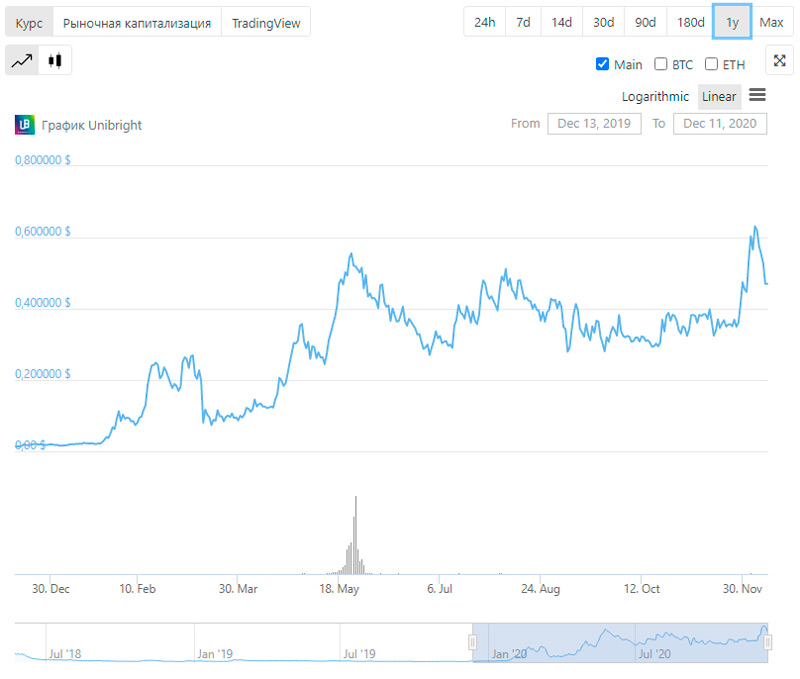 Курс Рыночная капитализация TradingView 24h 7d 14d 30d 90d 180d 1y Max
Main BTC ETH
Logarithmic Linear
График Unibright From Dec 13, 2019 To Dec 11, 2020
0,800000 $
0,600000 $
0,400000 $
0,200000 $
0,00 $
30. Dec 10. Feb 30. Mar 18. May 6. Jul 24. Aug 12. Oct 30. Nov
Jul '18 Jan '19 Jul '19 Jan '20 Jul '20